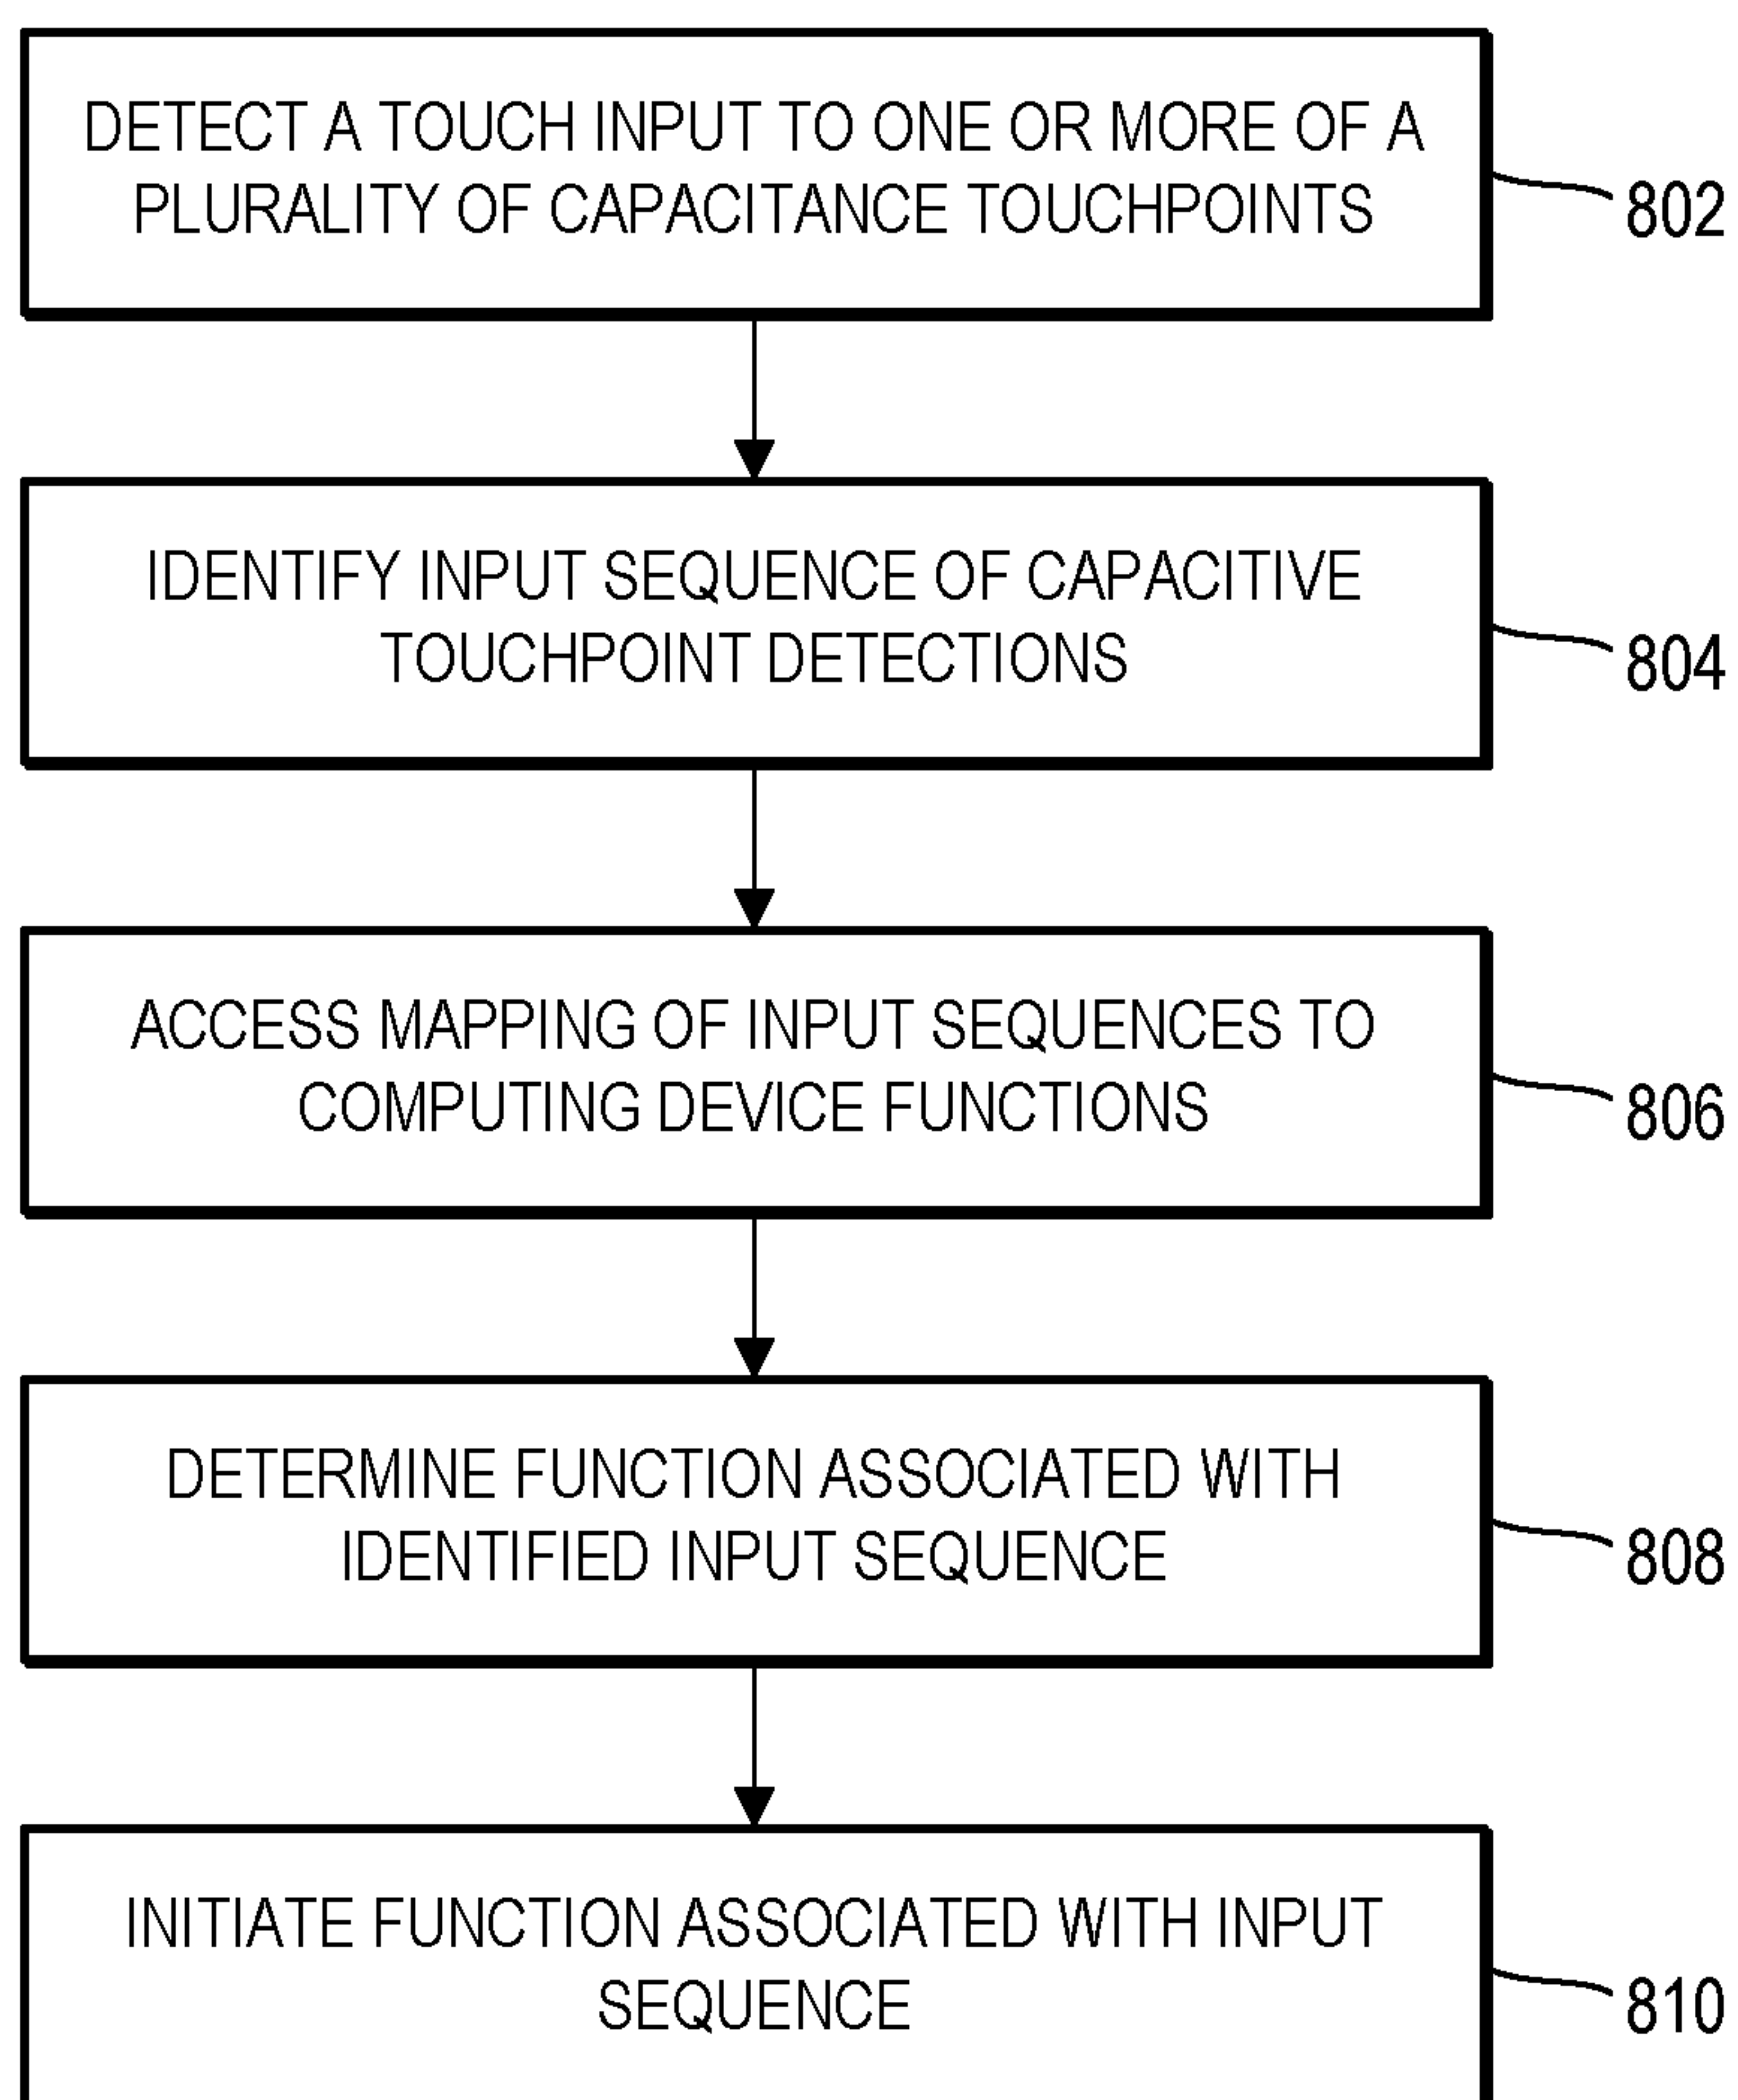 DETECT A TOUCH INPUT TO ONE OR MORE OF A
PLURALITY OF CAPACITANCE TOUCHPOINTS
802
IDENTIFY INPUT SEQUENCE OF CAPACITIVE
TOUCHPOINT DETECTIONS
804
ACCESS MAPPING OF INPUT SEQUENCES TO
COMPUTING DEVICE FUNCTIONS
806
DETERMINE FUNCTION ASSOCIATED WITH
IDENTIFIED INPUT SEQUENCE
808
INITIATE FUNCTION ASSOCIATED WITH INPUT
SEQUENCE
810